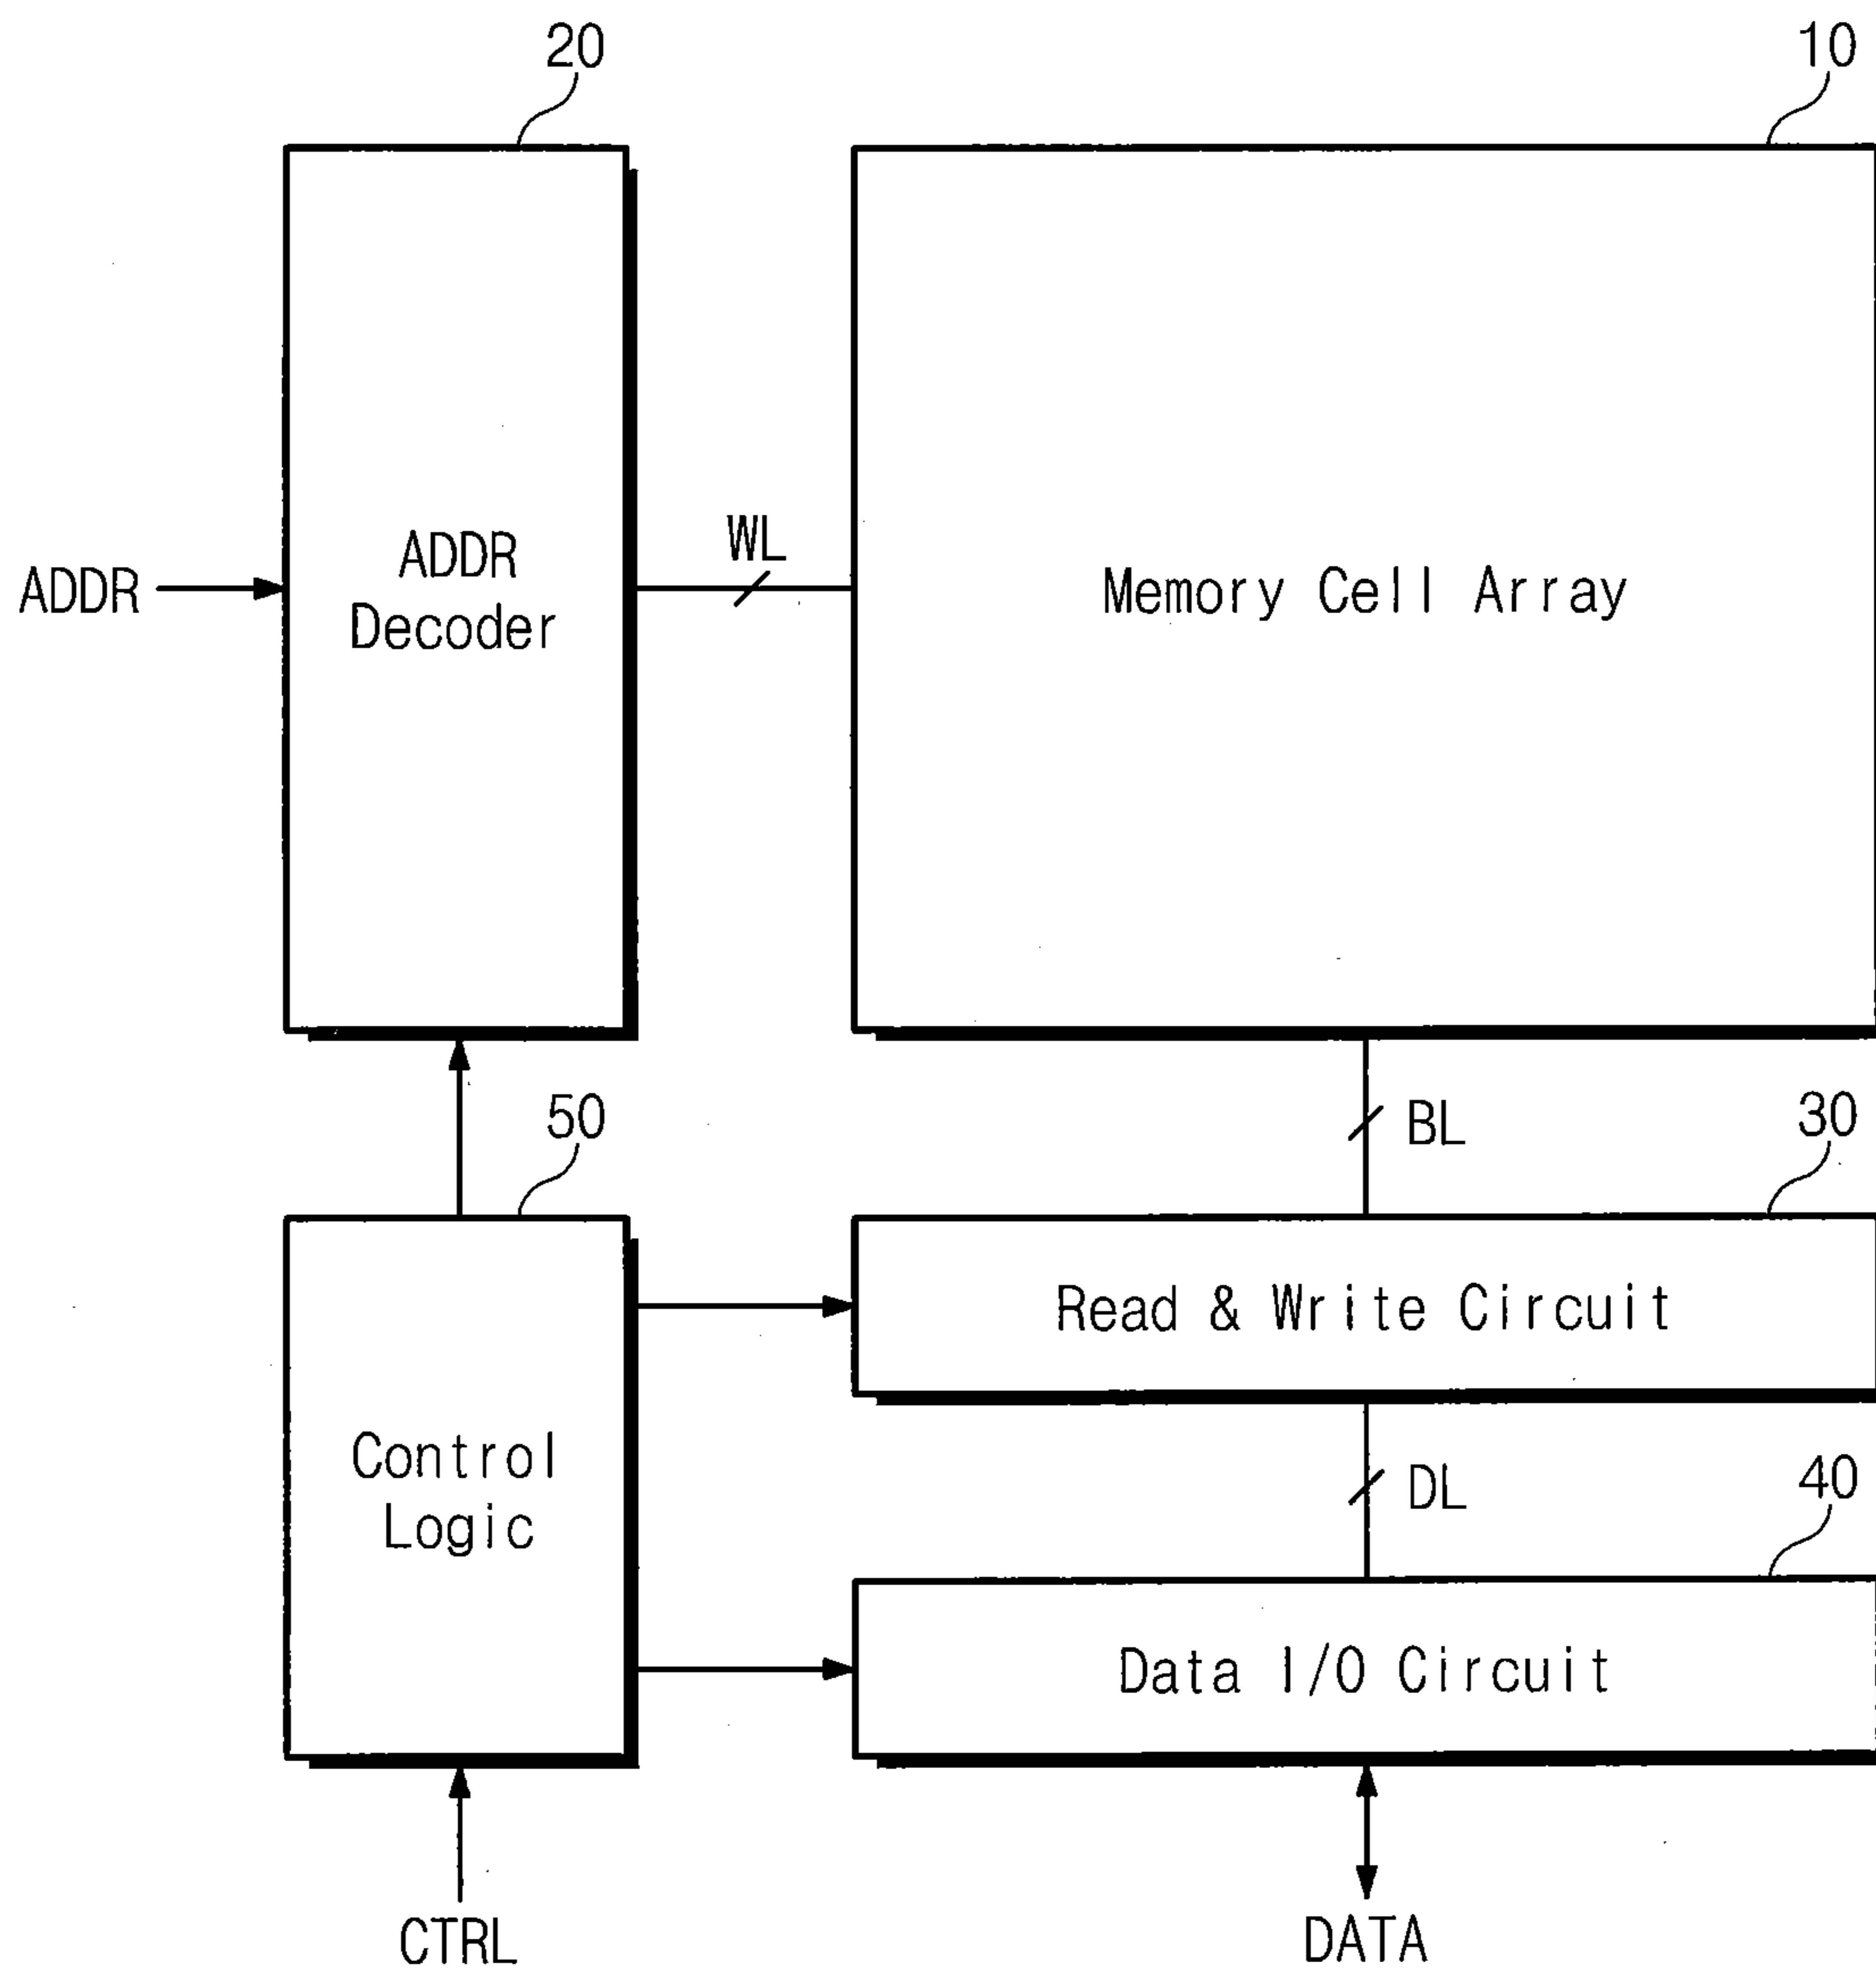 20
10
ADDR
ADDR
Decoder
WL
Memory Cell Array
50
BL
30
Read & Write Circuit
Control
Logic
DL
40
Data I/O Circuit
CTRL
DATA